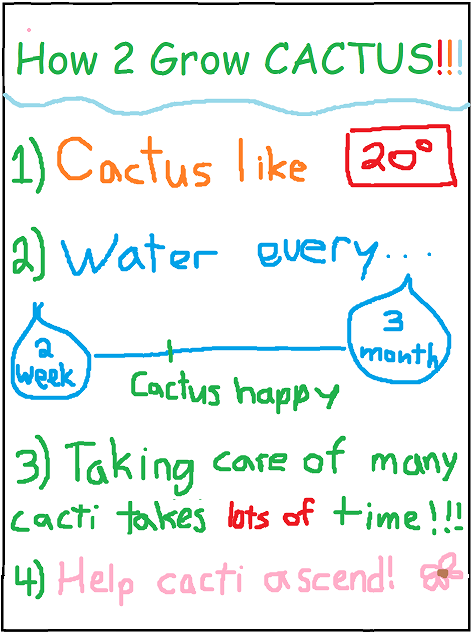 How 2 Grow CACTUS!!!
1) Cactus like 20°
2) Water every...
2 week
3 month
Cactus happy
3) Taking care of many
cacti takes lots of time!!!
4) Help cacti ascend!